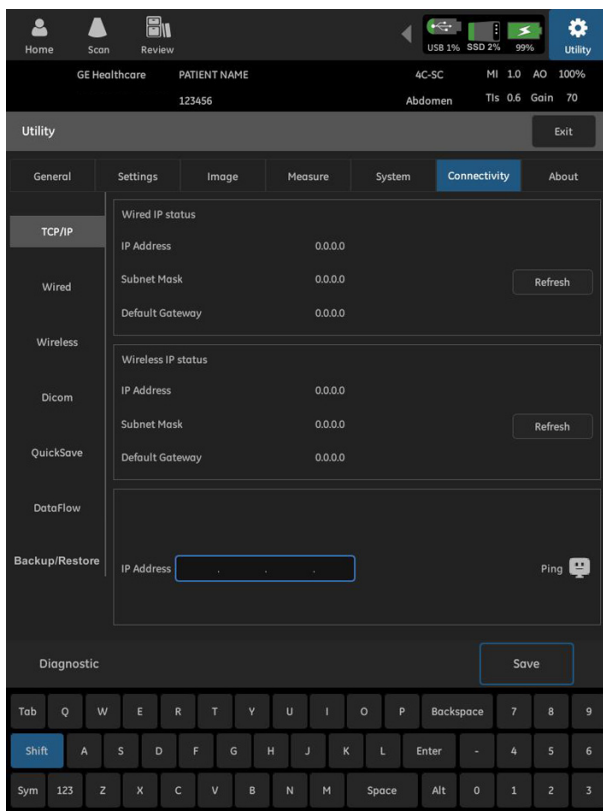 Home Scan Review USB 1% SSD 2% 99% Utility
GE Healthcare PATIENT NAME 4C-SC MI 1.0 AO 100%
123456 Abdomen TIs 0.6 Gain 70
Utility Exit
General Settings Image Measure System Connectivity About
TCP/IP
Wired
Wireless
Dicom
QuickSave
DataFlow
Backup/Restore
Wired IP status
IP Address 0.0.0.0
Subnet Mask 0.0.0.0 Refresh
Default Gateway 0.0.0.0
Wireless IP status
IP Address 0.0.0.0
Subnet Mask 0.0.0.0 Refresh
Default Gateway 0.0.0.0
IP Address . . . Ping
Diagnostic Save
Tab Q W E R T Y U I O P Backspace 7 8 9
Shift A S D F G H J K L Enter - 4 5 6
Sym 123 Z X C V B N M Space Alt 0 1 2 3